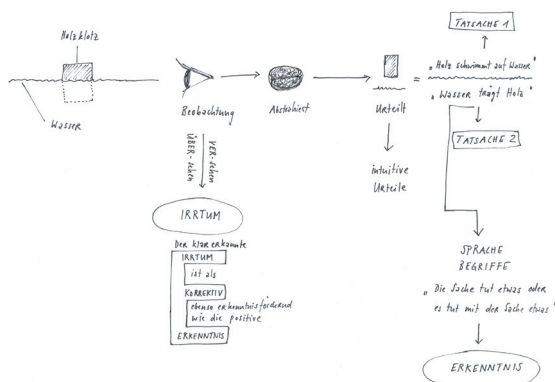 Holzklotz
Wasser
Beobachtung
Abstrahiert
Urteilt
=
TATSACHE 1
„Holz schwimmt auf Wasser"
„Wasser trägt Holz"
TATSACHE 2
intuitive
Urteile
ÜBER-sehen
VER-sehen
IRRTUM
Der klar erkannte
IRRTUM
ist als
KORREKTIV
ebenso erkenntnisfördernd
wie die positive
ERKENNTNIS
SPRACHE
BEGRIFFE
„Die Sache tut etwas oder
es tut mit der Sache etwas"
ERKENNTNIS